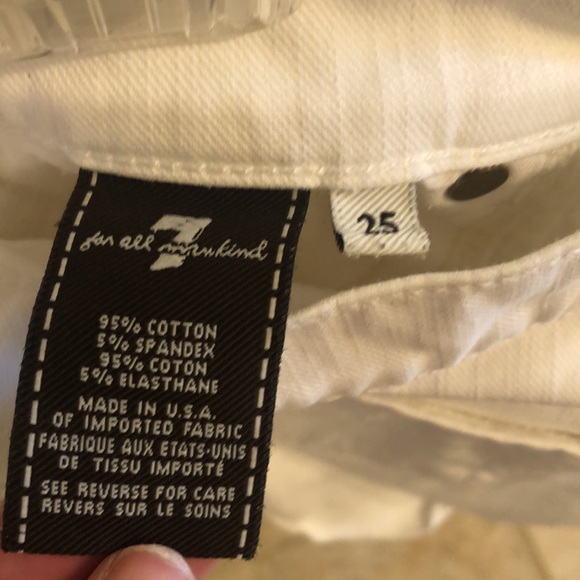 7
for all mankind
25
95% COTTON
5% SPANDEX
95% COTON
5% ELASTHANE
MADE IN U.S.A.
OF IMPORTED FABRIC
FABRIQUE AUX ETATS-UNIS
DE TISSU IMPORTÉ
SEE REVERSE FOR CARE
REVERS SUR LE SOINS